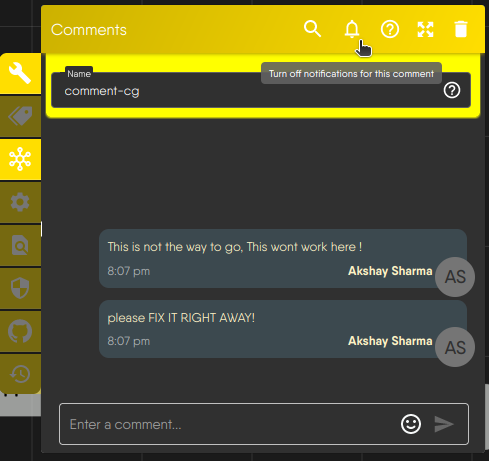 Comments
Turn off notifications for this comment
Name
comment-cg
This is not the way to go, This wont work here !
8:07 pm
Akshay Sharma
AS
please FIX IT RIGHT AWAY!
8:07 pm
Akshay Sharma
AS
Enter a comment...